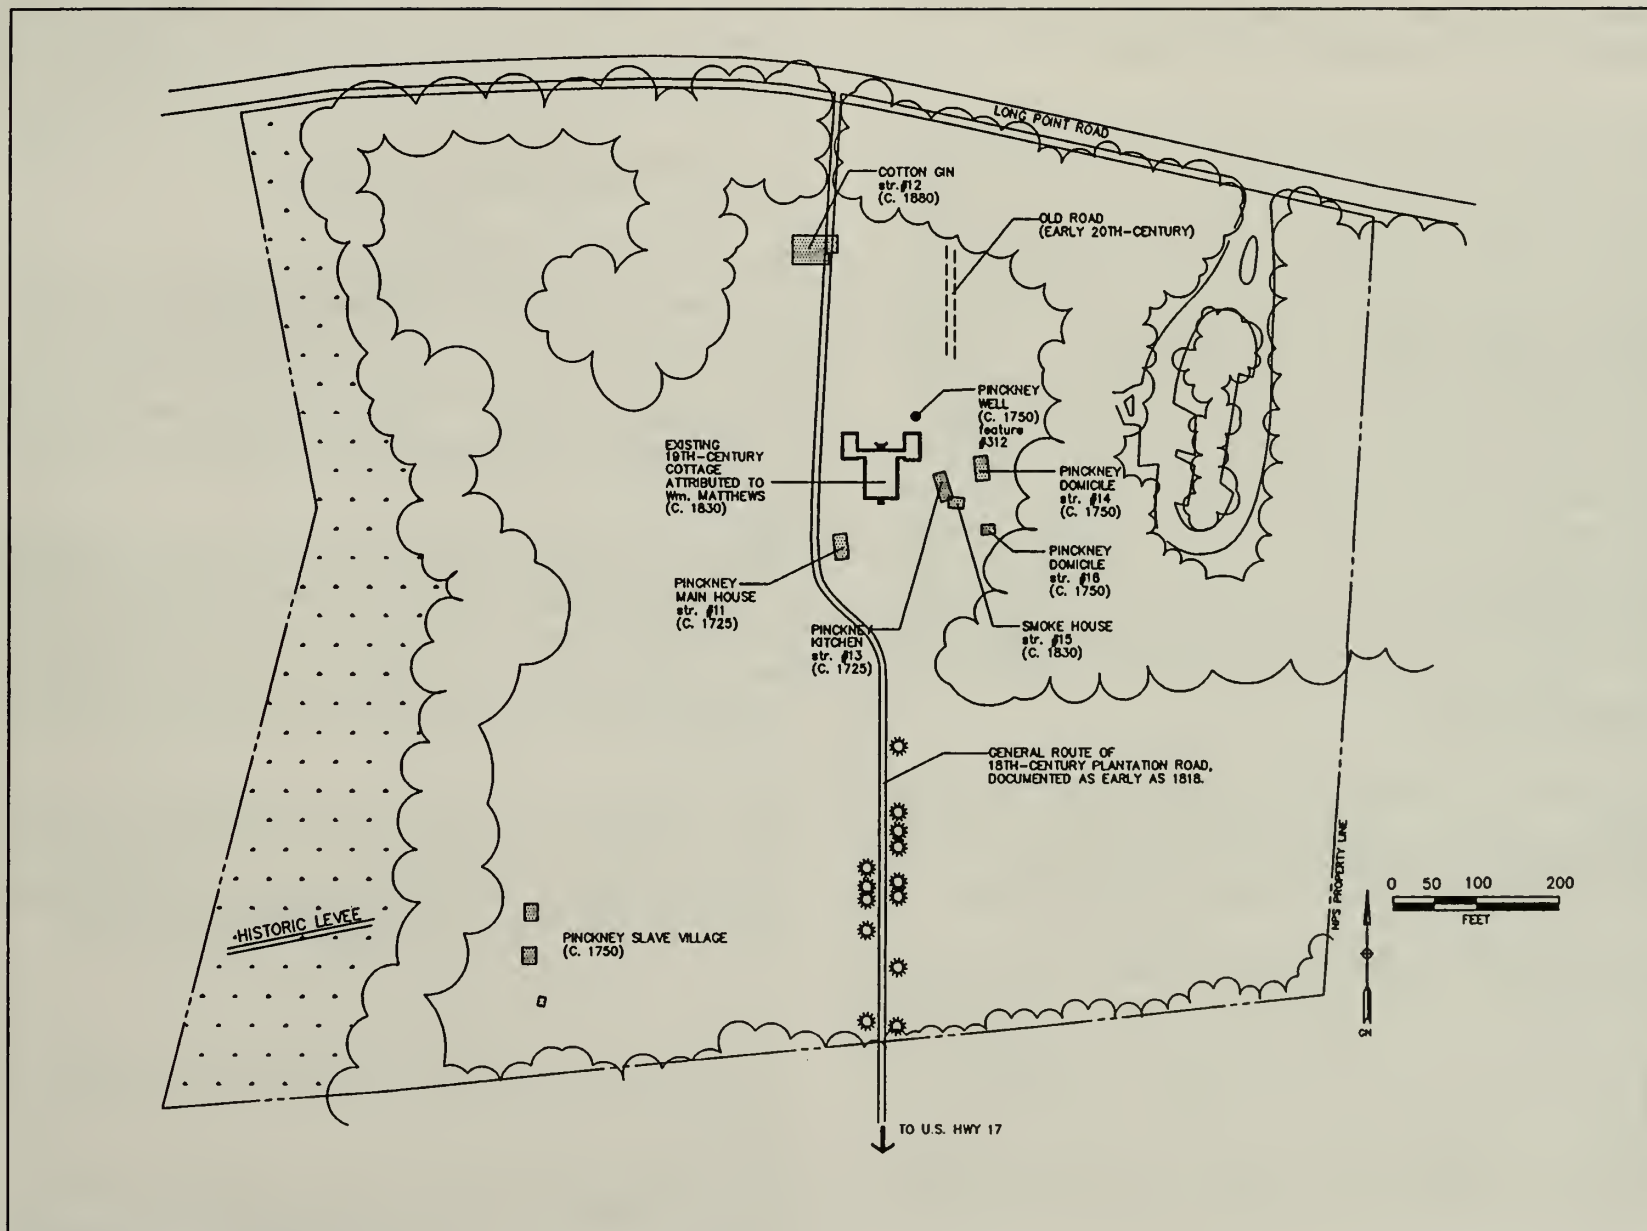 LONG POINT ROAD
COTTON GIN
str.#12
(C. 1880)
OLD ROAD
(EARLY 20TH-CENTURY)
PINCKNEY
WELL
(C. 1750)
feature
#312
EXISTING
19TH-CENTURY
COTTAGE
ATTRIBUTED TO
Wm. MATTHEWS
(C. 1830)
PINCKNEY
DOMICILE
str. #14
(C. 1750)
PINCKNEY
DOMICILE
str. #16
(C. 1750)
PINCKNEY
MAIN HOUSE
str. #11
(C. 1725)
PINCKNEY
KITCHEN
str. #13
(C. 1725)
SMOKE HOUSE
str. #15
(C. 1830)
GENERAL ROUTE OF
18TH-CENTURY PLANTATION ROAD,
DOCUMENTED AS EARLY AS 1818.
NPS PROPERTY LINE
0 50 100 200
FEET
GN
HISTORIC LEVEE
PINCKNEY SLAVE VILLAGE
(C. 1750)
TO U.S. HWY 17